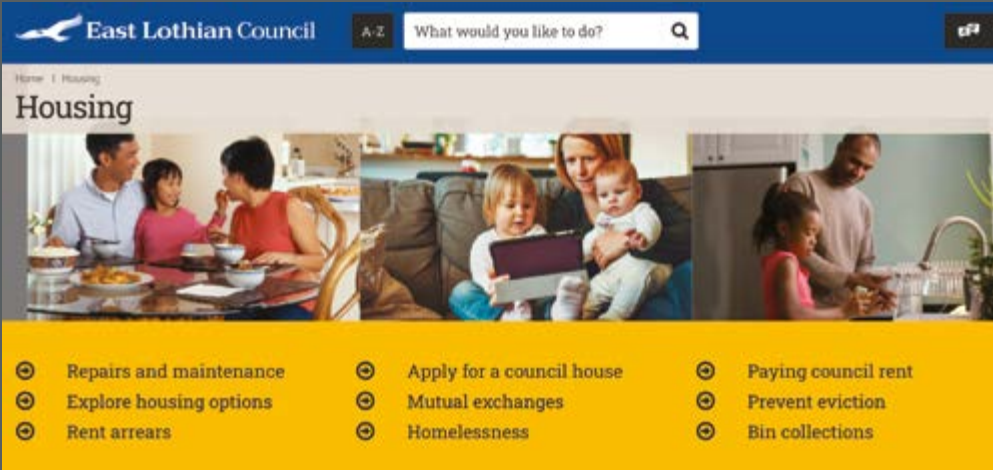 East Lothian Council
A-Z
What would you like to do?
Home | Housing
Housing
Repairs and maintenance
Explore housing options
Rent arrears
Apply for a council house
Mutual exchanges
Homelessness
Paying council rent
Prevent eviction
Bin collections